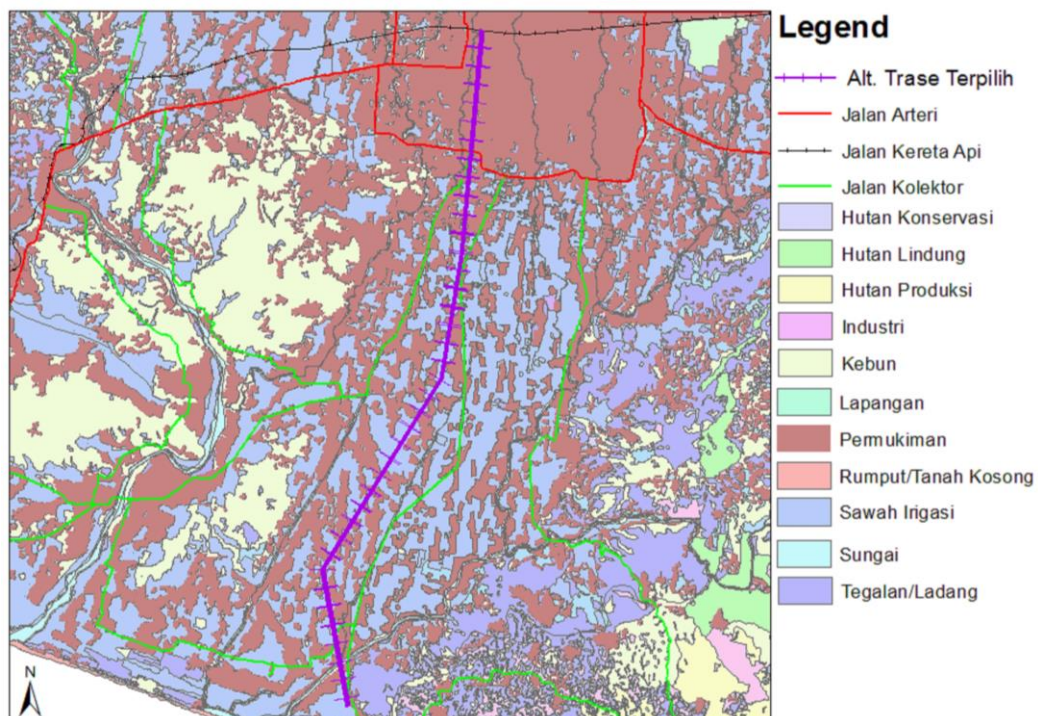 Legend
Alt. Trase Terpilih
Jalan Arteri
Jalan Kereta Api
Jalan Kolektor
Hutan Konservasi
Hutan Lindung
Hutan Produksi
Industri
Kebun
Lapangan
Permukiman
Rumput/Tanah Kosong
Sawah Irigasi
Sungai
Tegalan/Ladang
N